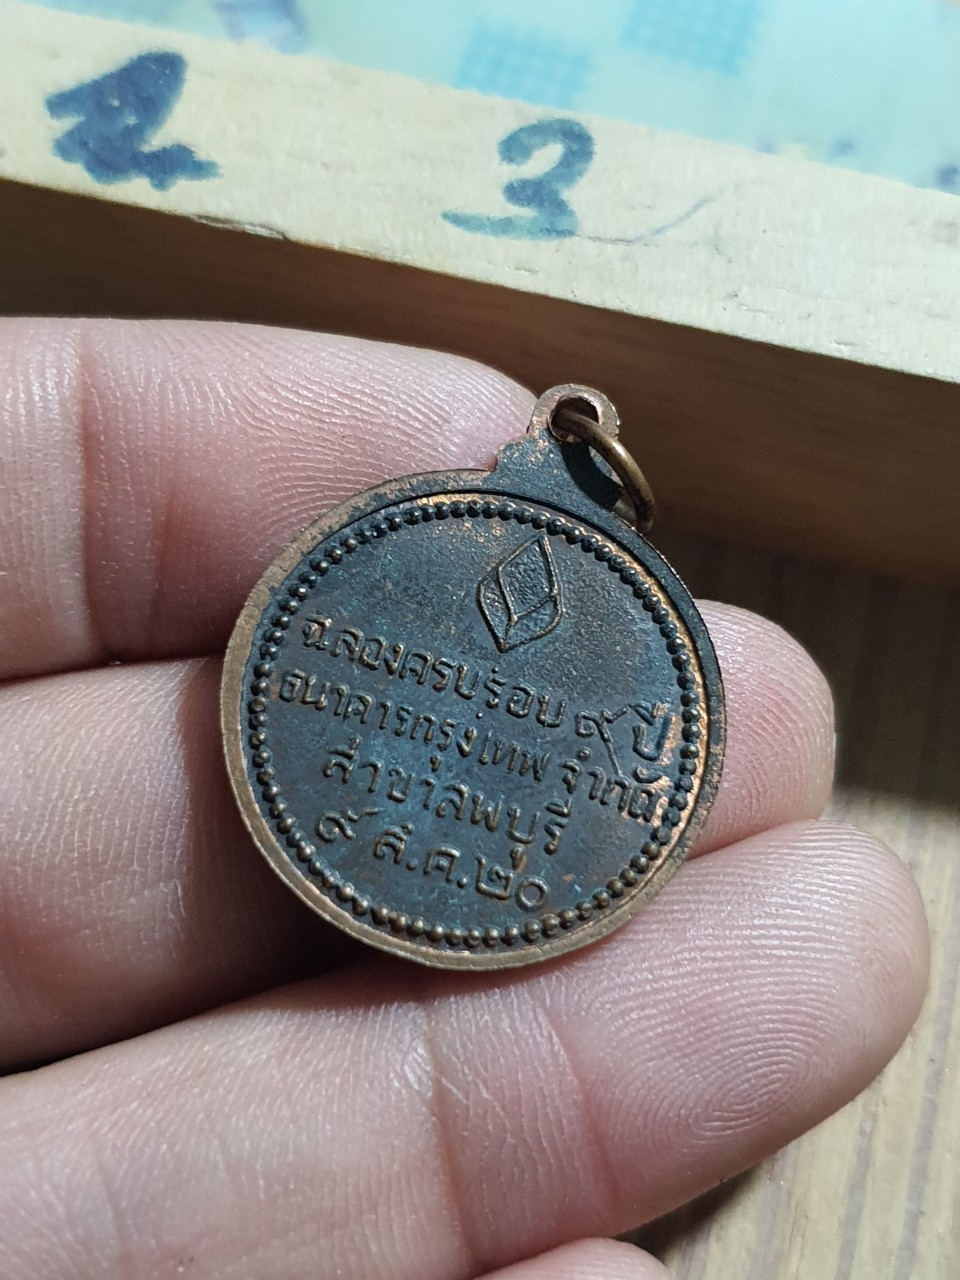 2 3
ฉลองครบรอบ ๙ ปี
ธนาคารกรุงเทพ จำกัด
สาขาลพบุรี
๙ ส.ค.๒๐